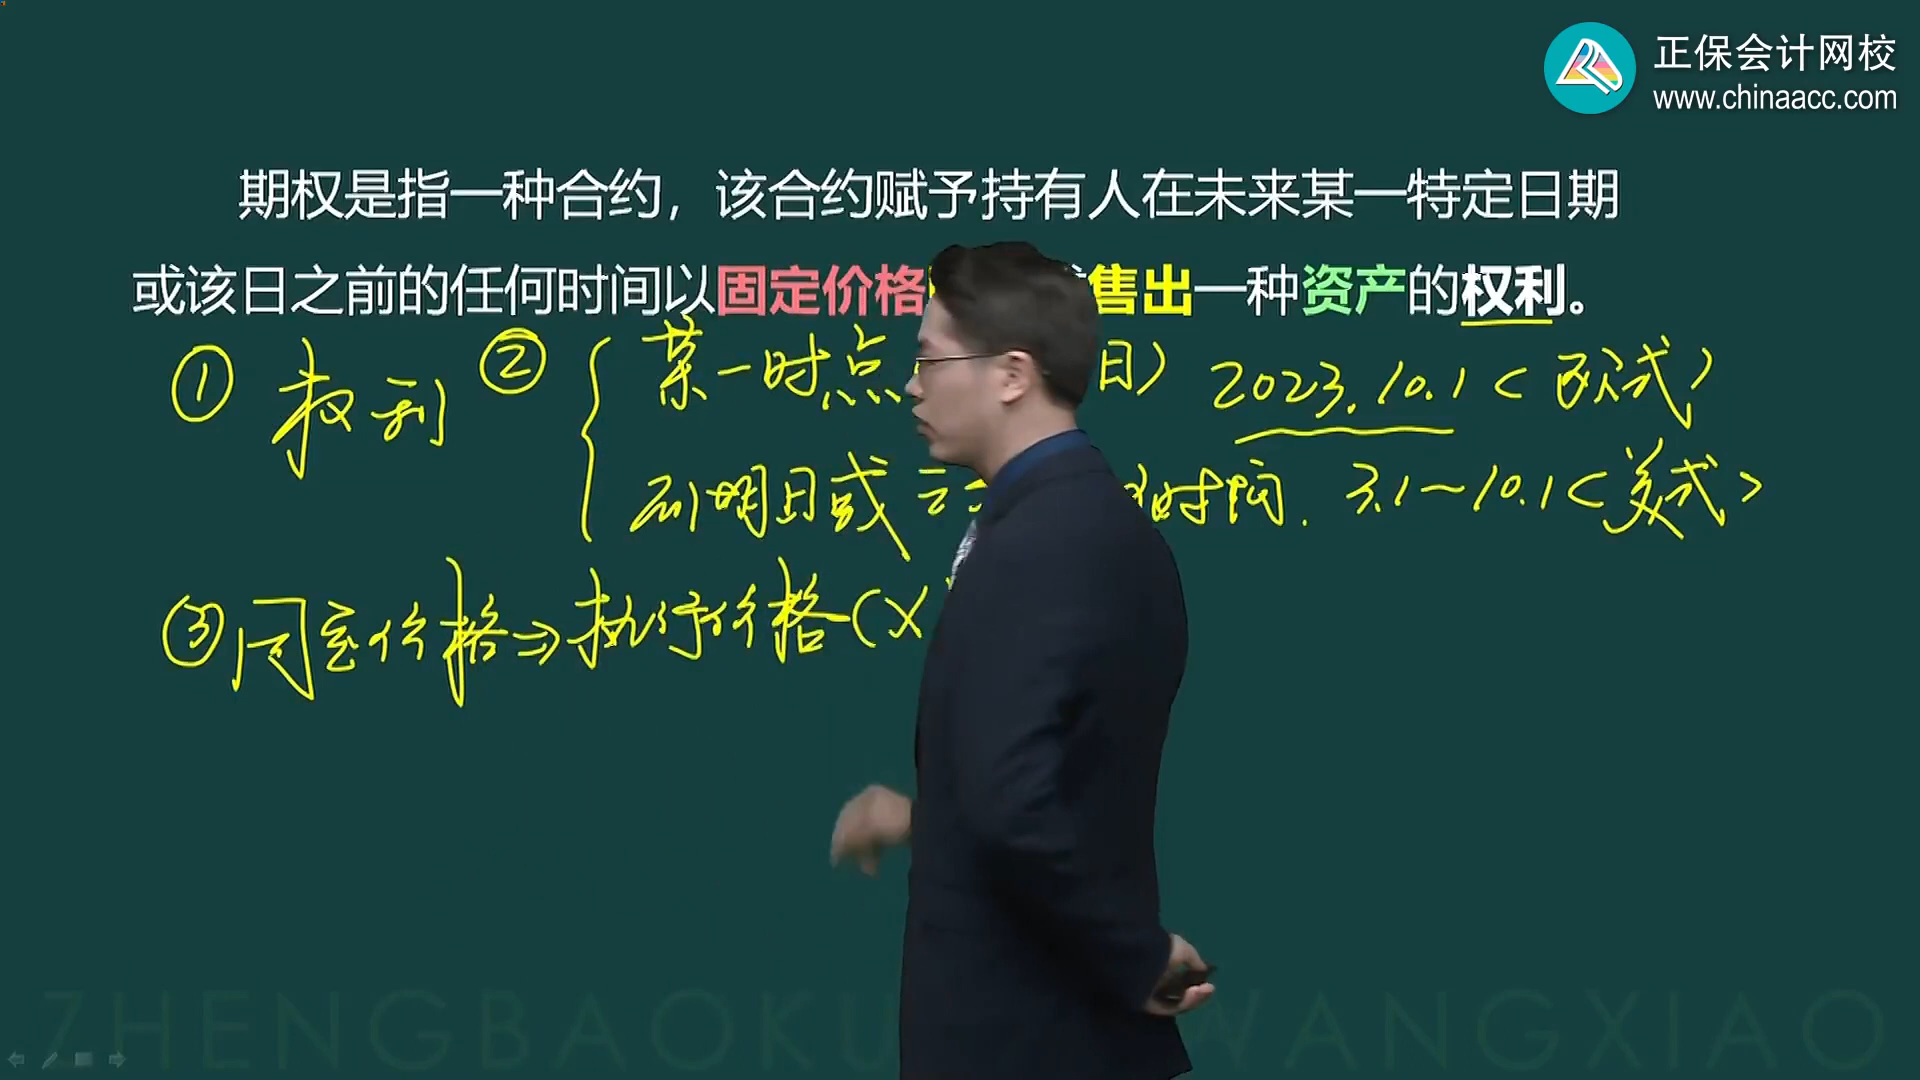 正保会计网校
www.chinaacc.com
期权是指一种合约，该合约赋予持有人在未来某一特定日期
或该日之前的任何时间以固定价格 售出一种资产的权利。
① 权利 ② 某一时点 日) 2023.10.1 < 欧式 >
到期日或 时间. 3.1~10.1 < 美式 >
③ 固定价格⇒执行价格(X
ZHENGBAOKU WANGXIAO